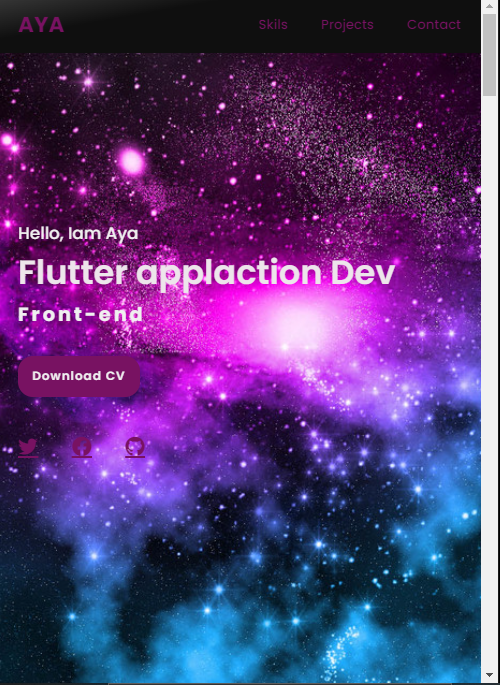 AYA
Skils Projects Contact
Hello, Iam Aya
Flutter applaction Dev
Front-end
Download CV